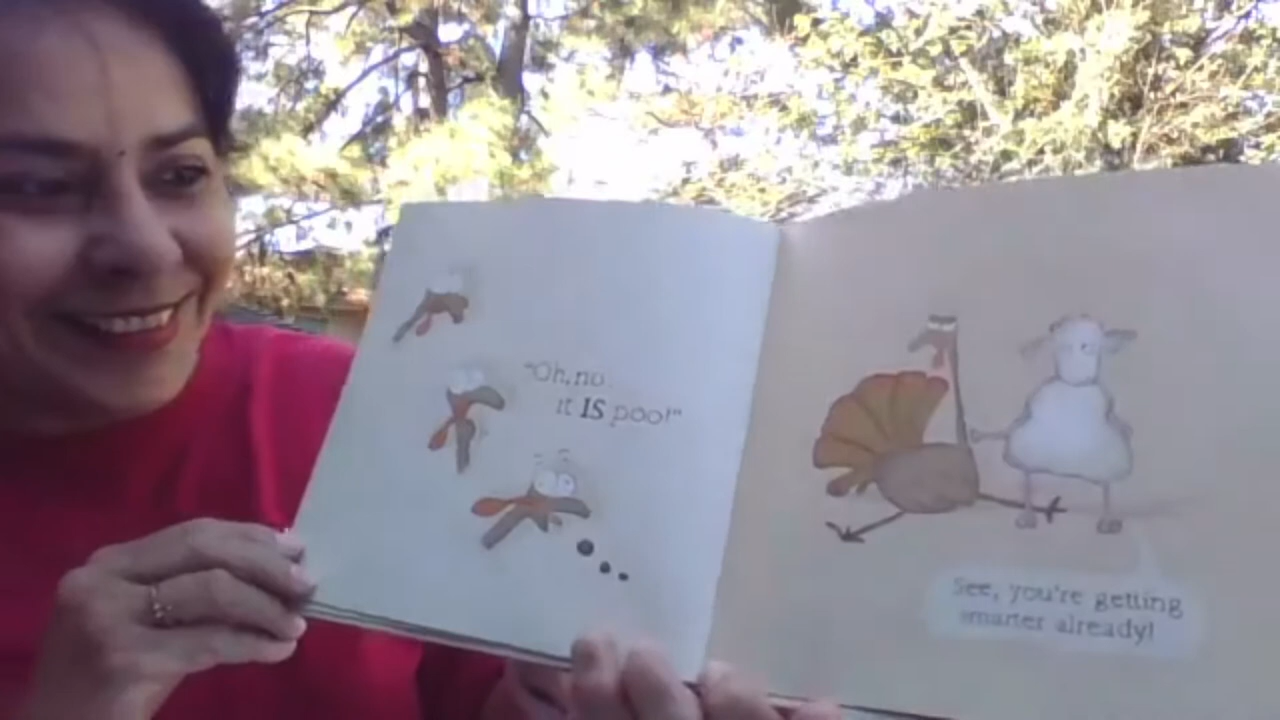 "Oh, no.
it IS poo!"
See, you're getting
smarter already!